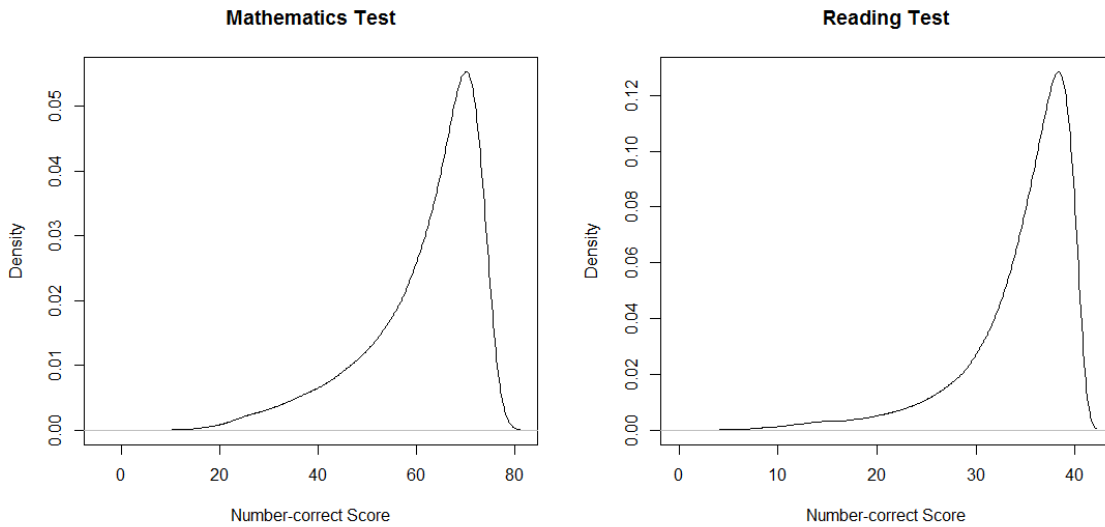 Mathematics Test
0.05
0.04
0.03
0.02
0.01
0.00
Density
0 20 40 60 80
Number-correct Score
Reading Test
0.12
0.10
0.08
0.06
0.04
0.02
0.00
Density
0 10 20 30 40
Number-correct Score